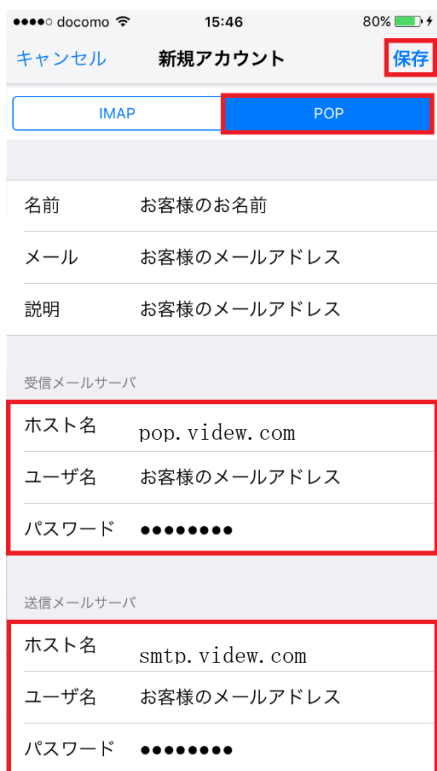 ●●●●○ docomo 15:46 80%
キャンセル 新規アカウント 保存
IMAP POP
名前 お客様のお名前
メール お客様のメールアドレス
説明 お客様のメールアドレス
受信メールサーバ
ホスト名 pop.videw.com
ユーザ名 お客様のメールアドレス
パスワード ●●●●●●●●
送信メールサーバ
ホスト名 smtp.videw.com
ユーザ名 お客様のメールアドレス
パスワード ●●●●●●●●